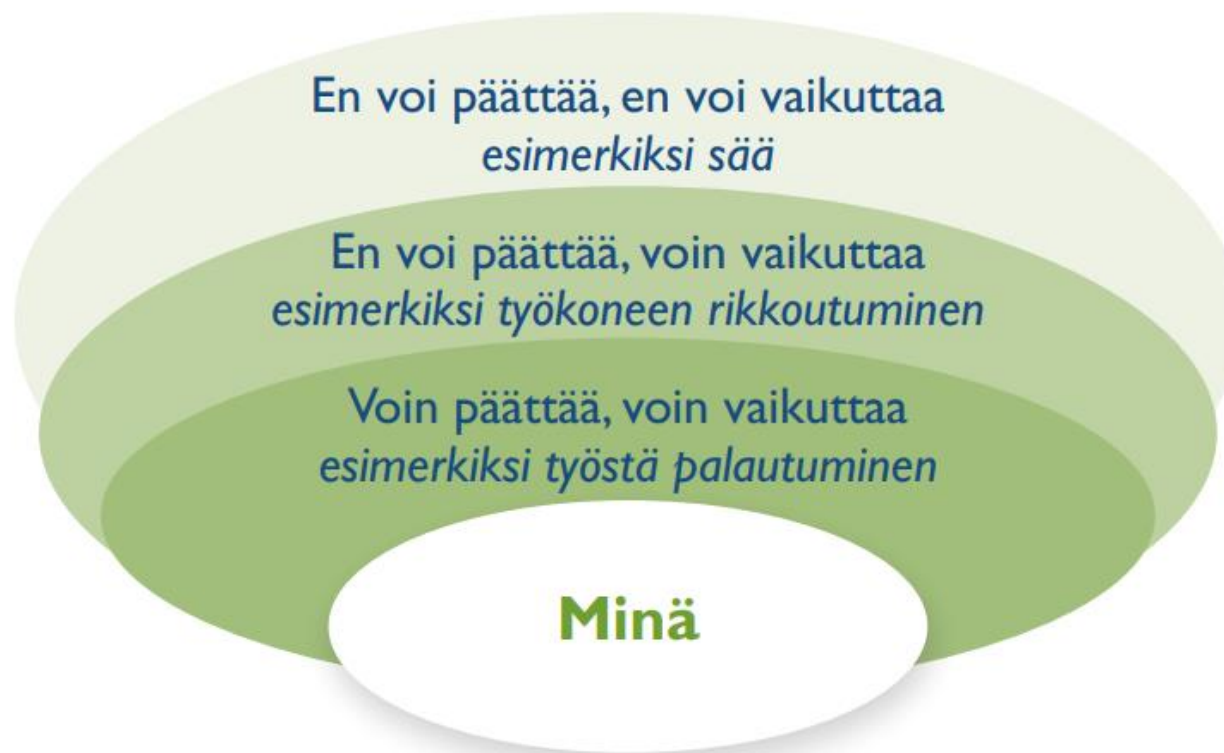 En voi päättää, en voi vaikuttaa
esimerkiksi sää
En voi päättää, voin vaikuttaa
esimerkiksi työkoneen rikkoutuminen
Voin päättää, voin vaikuttaa
esimerkiksi työstä palautuminen
Minä